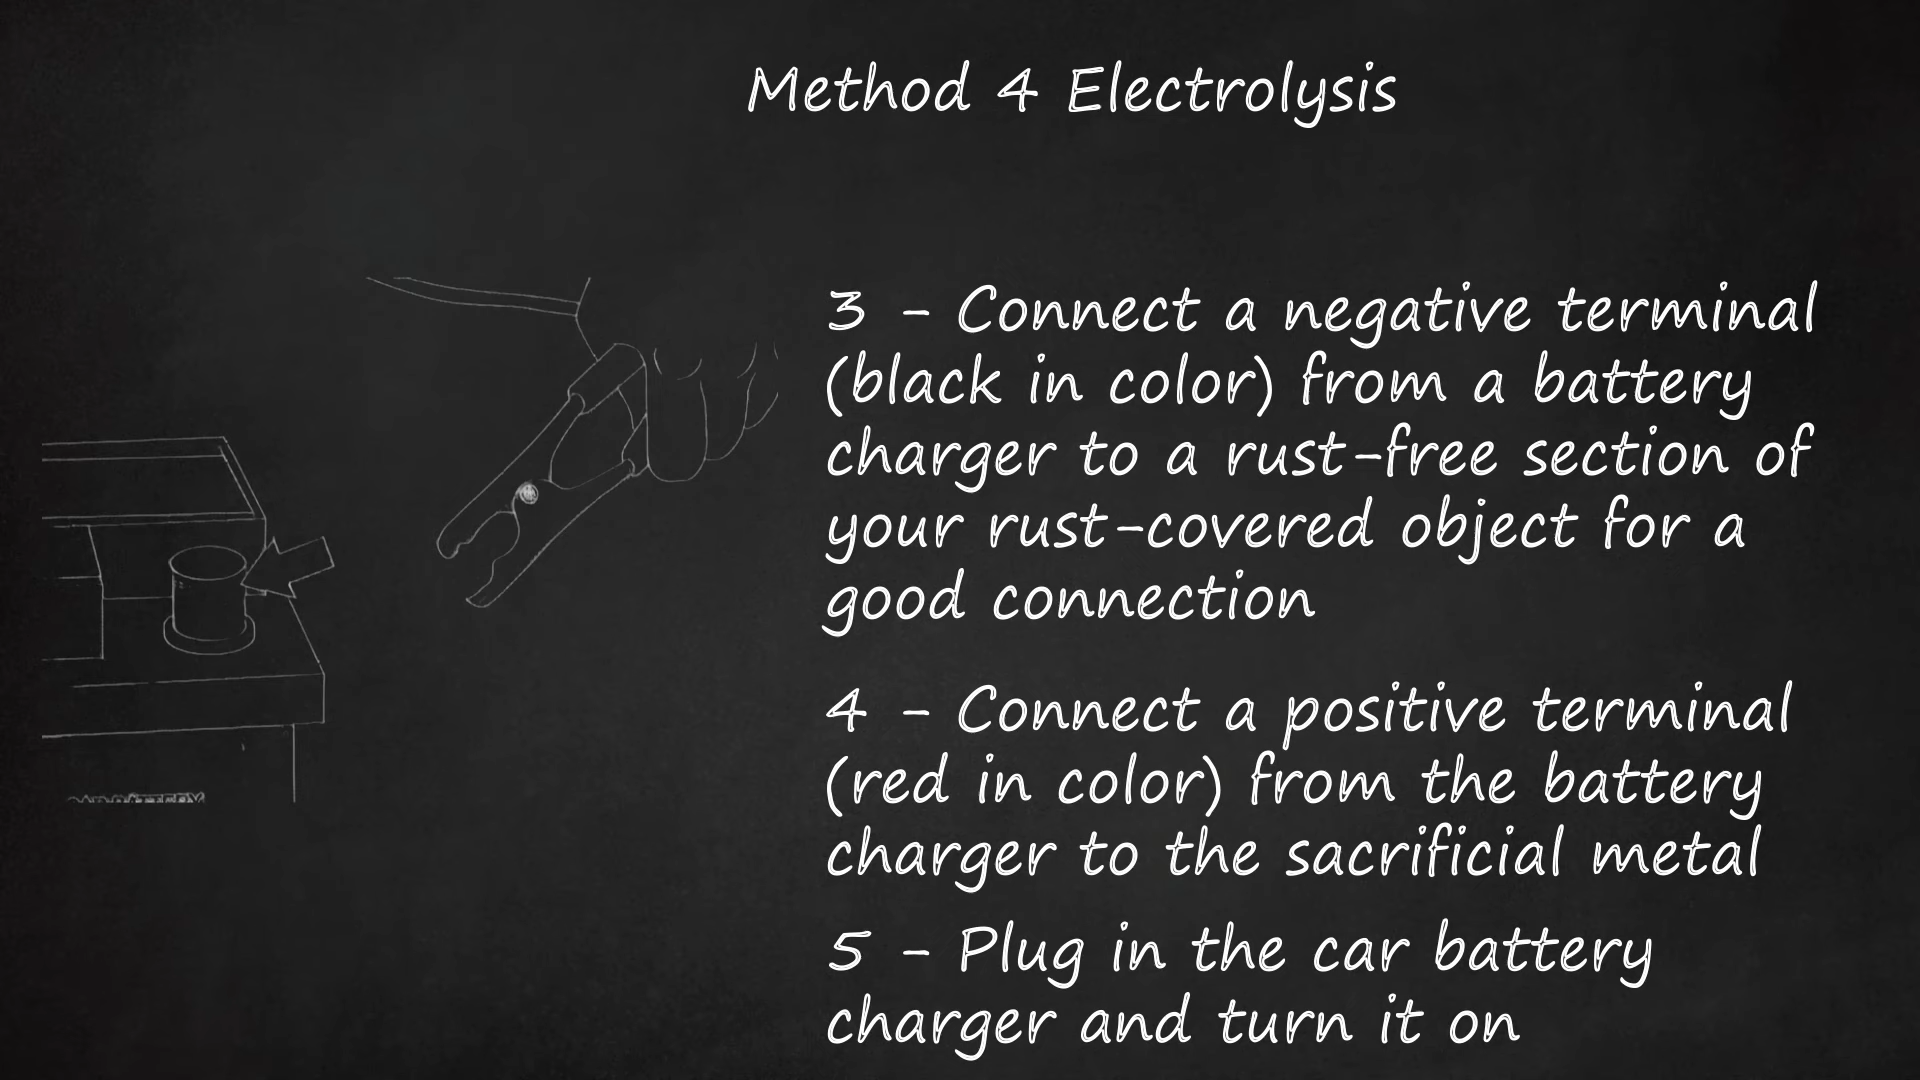 Method 4 Electrolysis
3 - Connect a negative terminal
(black in color) from a battery
charger to a rust-free section of
your rust-covered object for a
good connection
4 - Connect a positive terminal
(red in color) from the battery
charger to the sacrificial metal
5 - Plug in the car battery
charger and turn it on